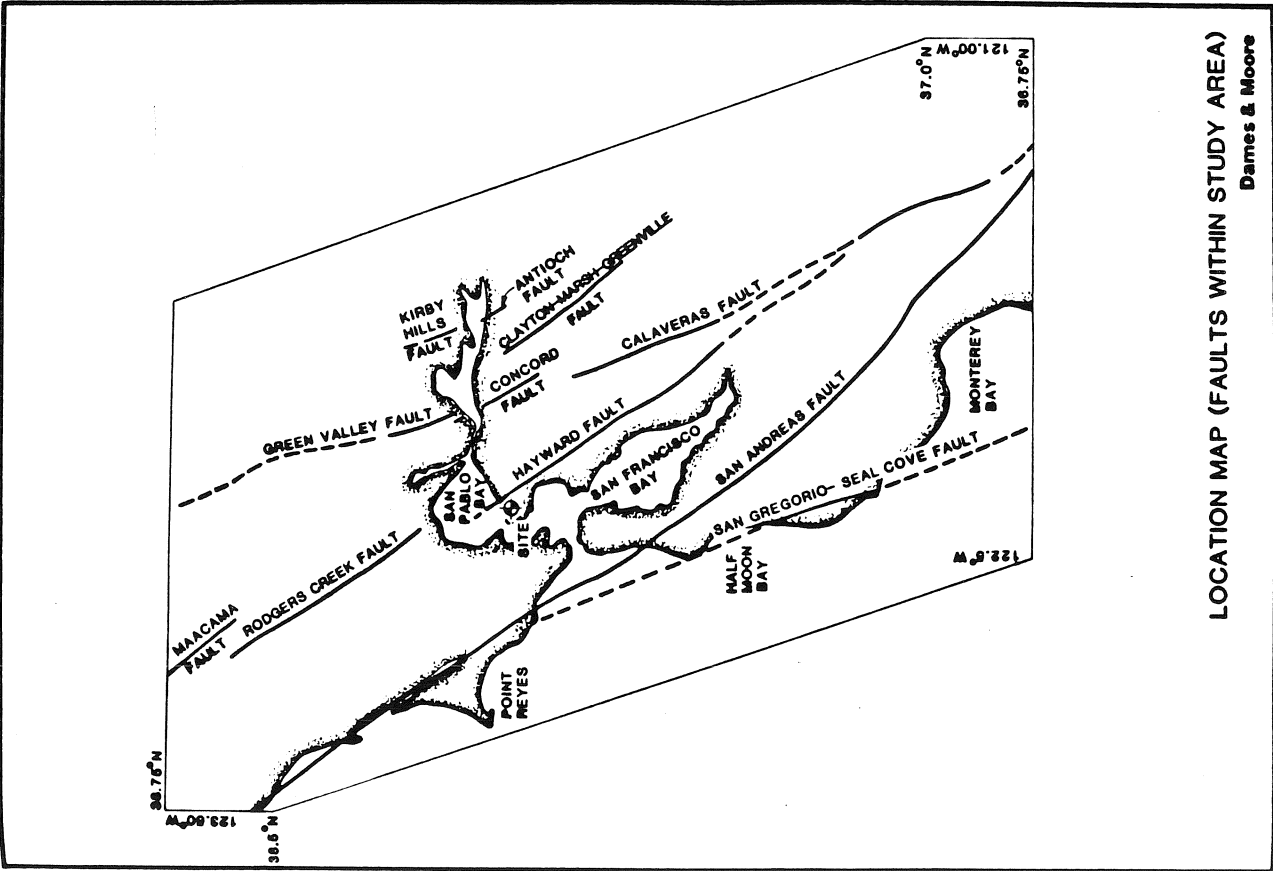 38.75°N
123.50°W
38.5°N
MAACAMA
FAULT
RODGERS CREEK FAULT
GREEN VALLEY FAULT
KIRBY
HILLS
FAULT
ANTIOCH
FAULT
CLAYTON-MARSH-GREENVILLE
FAULT
CONCORD
FAULT
CALAVERAS FAULT
HAYWARD FAULT
SAN
PABLO
BAY
SITE
SAN FRANCISCO
BAY
SAN ANDREAS FAULT
SAN GREGORIO- SEAL COVE FAULT
POINT
REYES
HALF
MOON
BAY
MONTEREY
BAY
37.0°N
121.00°W
36.75°N
122.5°W
LOCATION MAP (FAULTS WITHIN STUDY AREA)
Dames & Moore